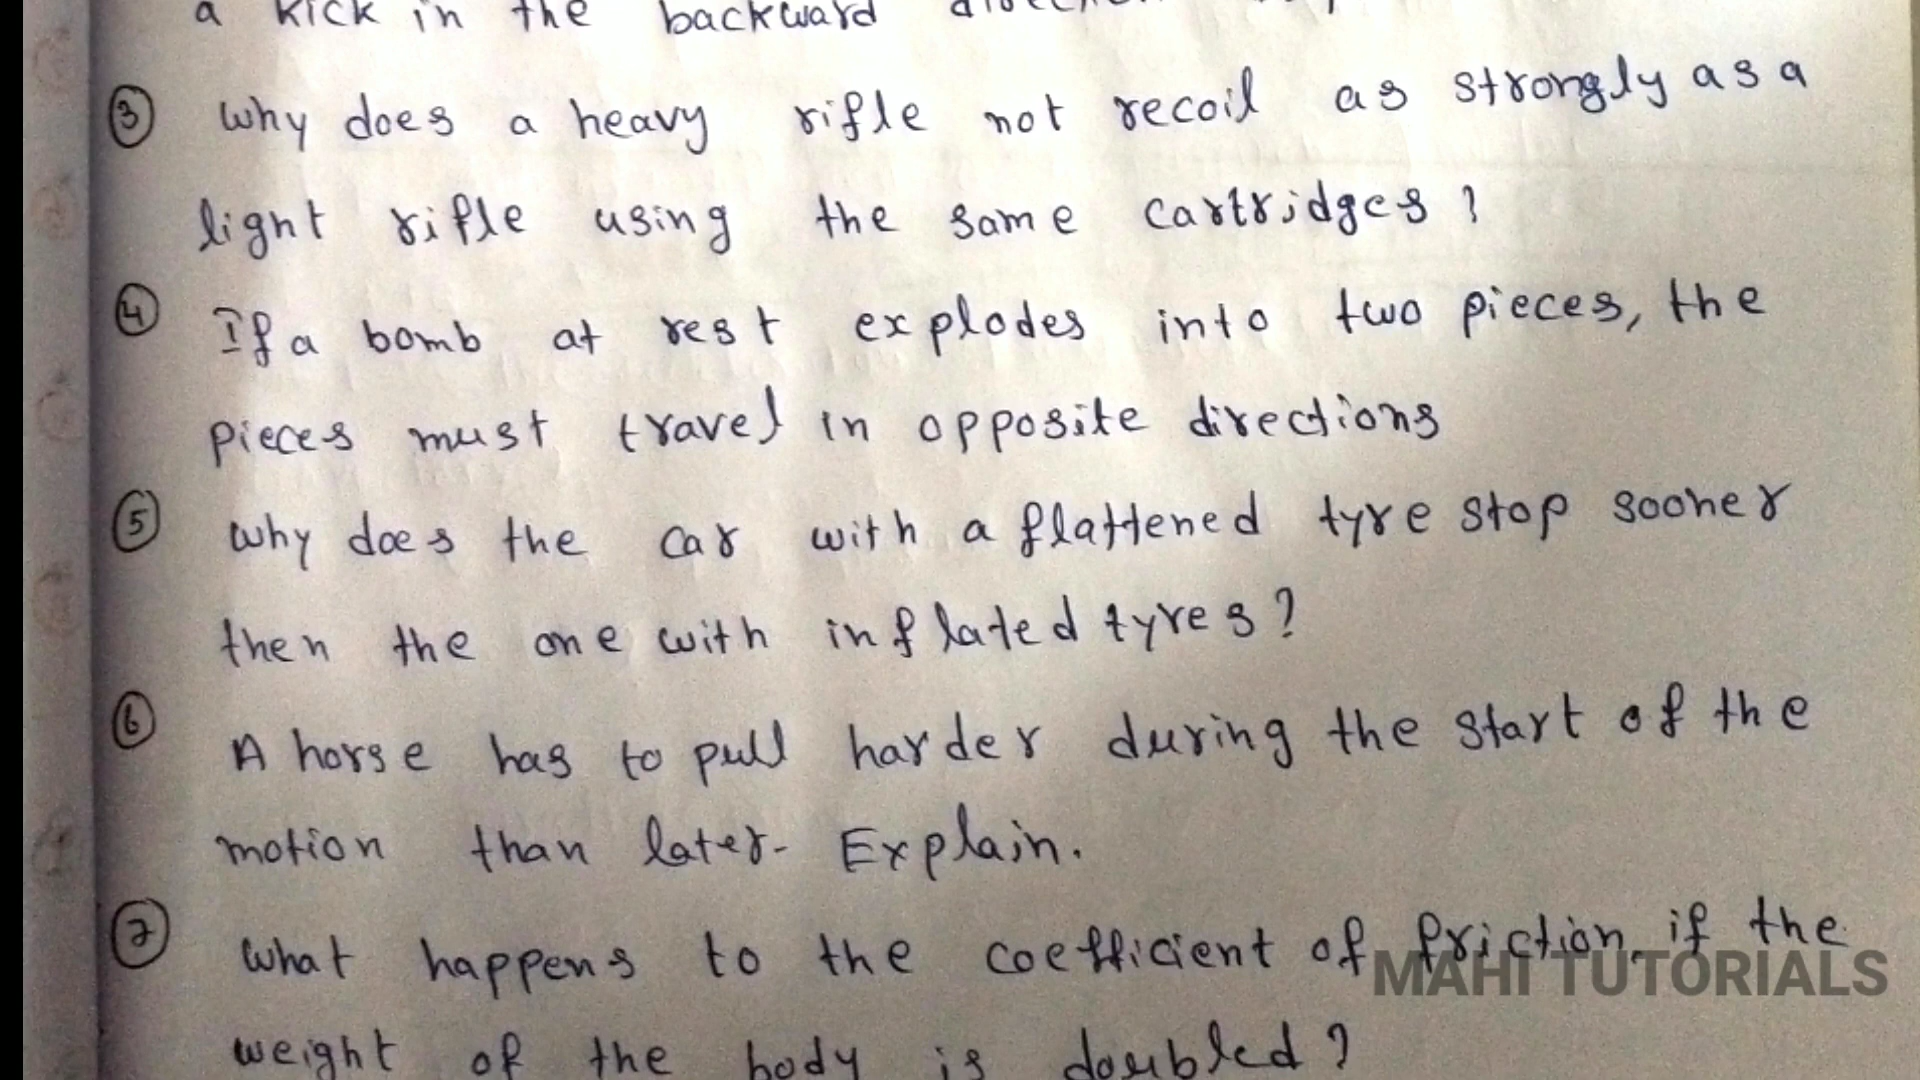 a kick in the backward
③ Why does a heavy rifle not recoil as strongly as a
light rifle using the same cartridges?
④ If a bomb at rest explodes into two pieces, the
pieces must travel in opposite directions
⑤ Why does the car with a flattened tyre stop sooner
then the one with inflated tyres?
⑥ A horse has to pull harder during the start of the
motion than later. Explain.
⑦ What happens to the coefficient of friction, if the
MAHI TUTORIALS
weight of the body is doubled?